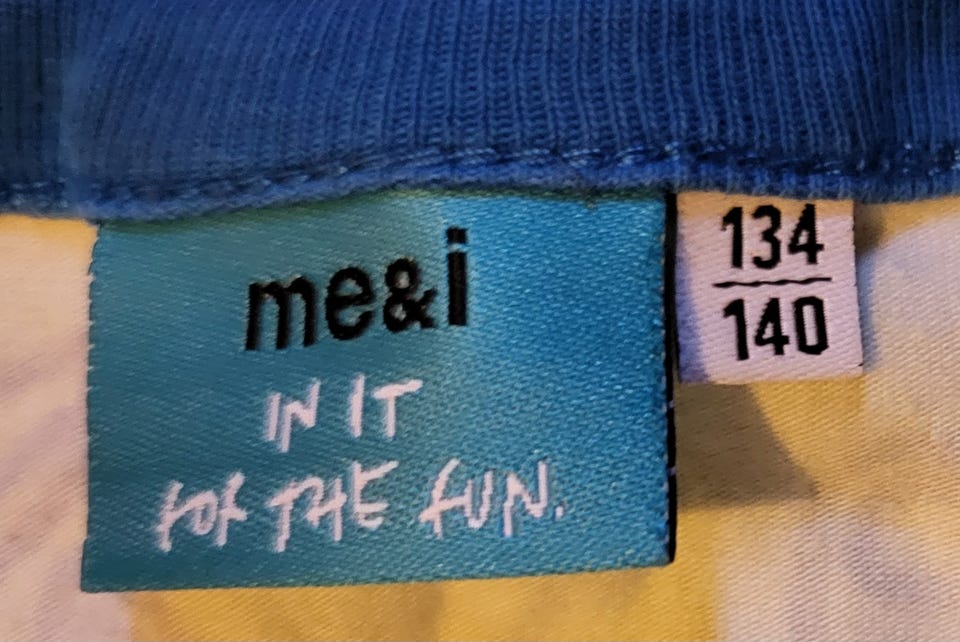 me&i
IN IT
foR THE fUN.
134
140